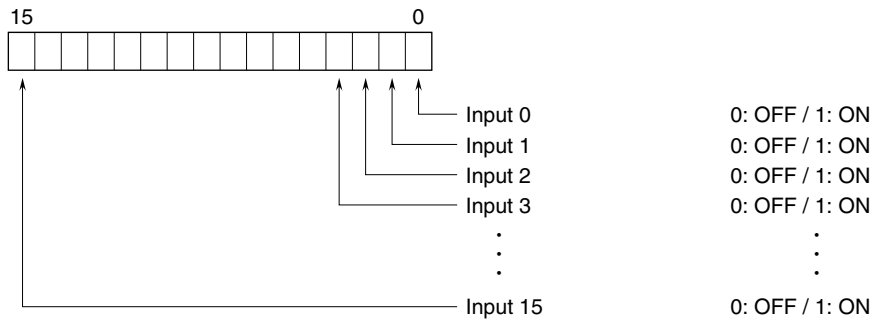 15 0
Input 0 0: OFF / 1: ON
Input 1 0: OFF / 1: ON
Input 2 0: OFF / 1: ON
Input 3 0: OFF / 1: ON
Input 15 0: OFF / 1: ON